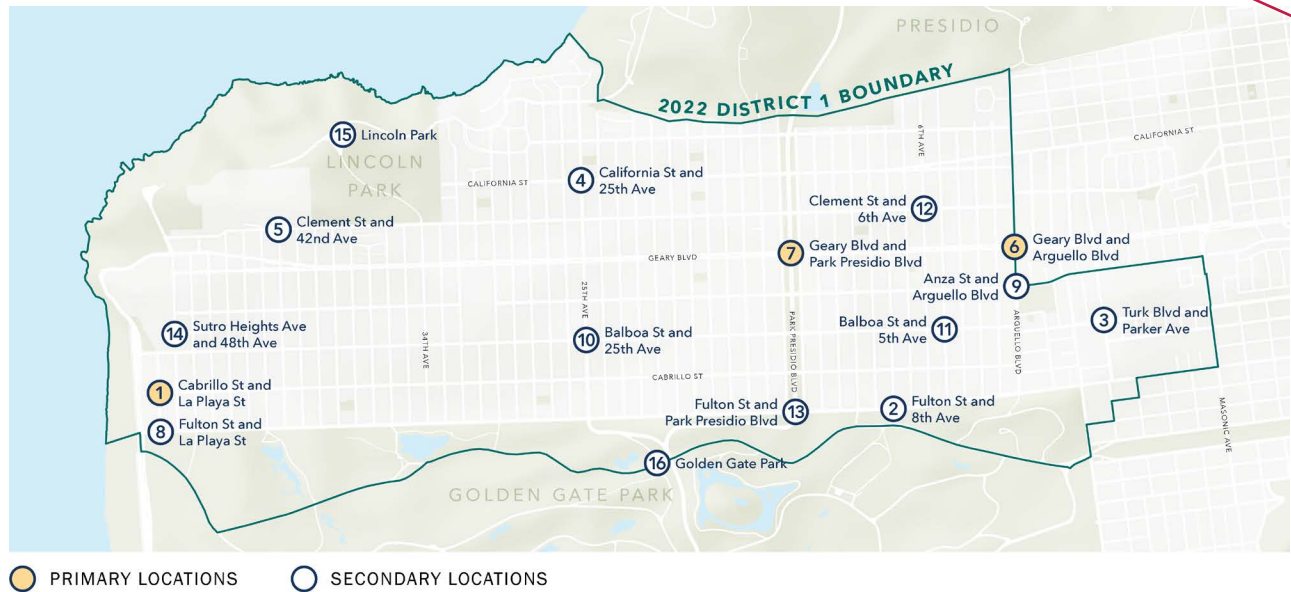 PRESIDIO
2022 DISTRICT 1 BOUNDARY
6TH AVE
CALIFORNIA ST
15 Lincoln Park
LINCOLN
PARK
CALIFORNIA ST
4
California St and
25th Ave
Clement St and
6th Ave
12
5
Clement St and
42nd Ave
7
Geary Blvd and
Park Presidio Blvd
6
Geary Blvd and
Arguello Blvd
GEARY BLVD
Anza St and
Arguello Blvd
9
25TH AVE
PARK PRESIDIO BLVD
ARGUELLO BLVD
14
Sutro Heights Ave
and 48th Ave
34TH AVE
10
Balboa St and
25th Ave
Balboa St and
5th Ave
11
3
Turk Blvd and
Parker Ave
CABRILLO ST
1
Cabrillo St and
La Playa St
8
Fulton St and
La Playa St
Fulton St and
Park Presidio Blvd
13
2
Fulton St and
8th Ave
MASONIC AVE
16 Golden Gate Park
GOLDEN GATE PARK
PRIMARY LOCATIONS
SECONDARY LOCATIONS